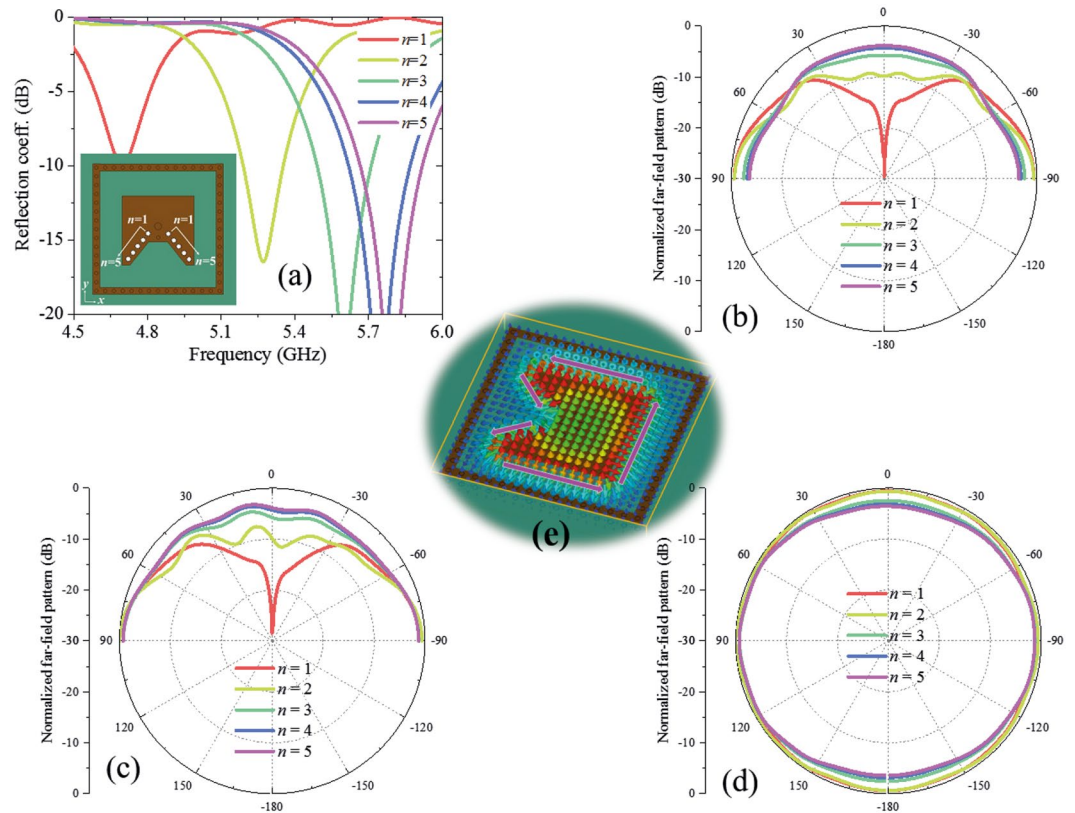 0
-5
-10
-15
-20
Reflection coeff. (dB)
4.5
4.8
5.1
5.4
5.7
6.0
Frequency (GHz)
n=1
n=2
n=3
n=4
n=5
n=1
n=1
n=5
n=5
y
x
(a)
0
-10
-20
-30
-20
-10
0
Normalized far-field pattern (dB)
0
30
-30
60
-60
90
-90
120
-120
150
-150
-180
n = 1
n = 2
n = 3
n = 4
n = 5
(b)
(e)
0
-10
-20
-30
-20
-10
0
Normalized far-field pattern (dB)
0
30
-30
60
-60
90
-90
120
-120
150
-150
-180
n = 1
n = 2
n = 3
n = 4
n = 5
(c)
0
-10
-20
-30
-20
-10
0
Normalized far-field pattern (dB)
0
30
-30
60
-60
90
-90
120
-120
150
-150
-180
n = 1
n = 2
n = 3
n = 4
n = 5
(d)